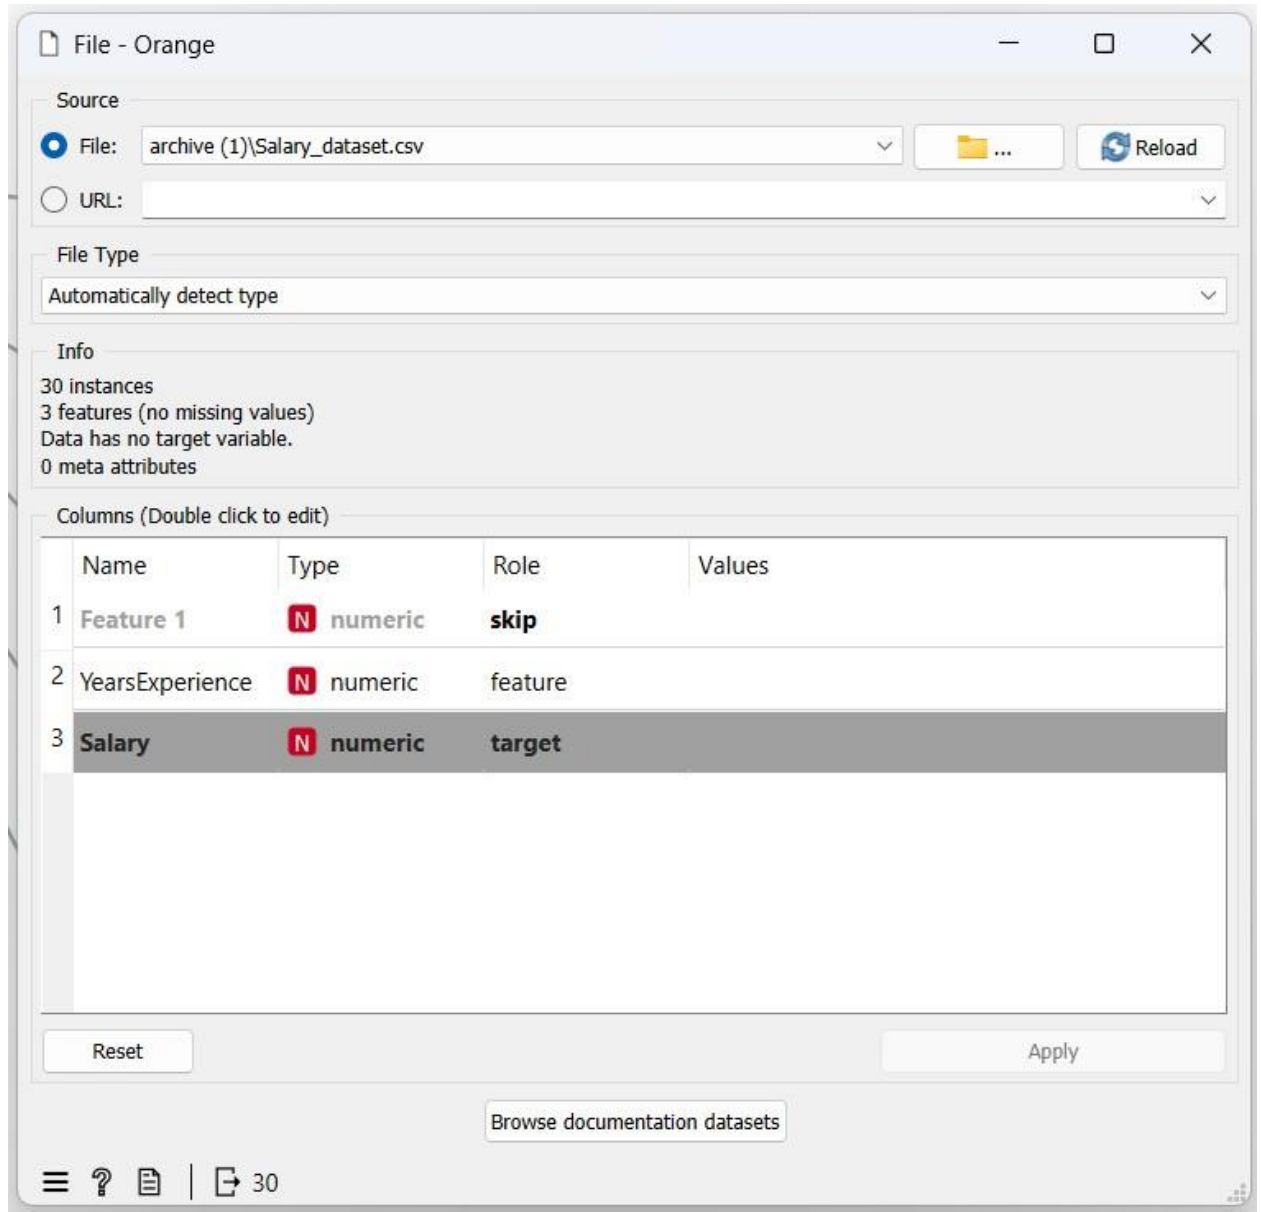 File - Orange
Source
File: archive (1)\Salary_dataset.csv ... Reload
URL:
File Type
Automatically detect type
Info
30 instances
3 features (no missing values)
Data has no target variable.
0 meta attributes
Columns (Double click to edit)
Name Type Role Values
1 Feature 1 N numeric skip
2 YearsExperience N numeric feature
3 Salary N numeric target
Reset Apply
Browse documentation datasets
? 30